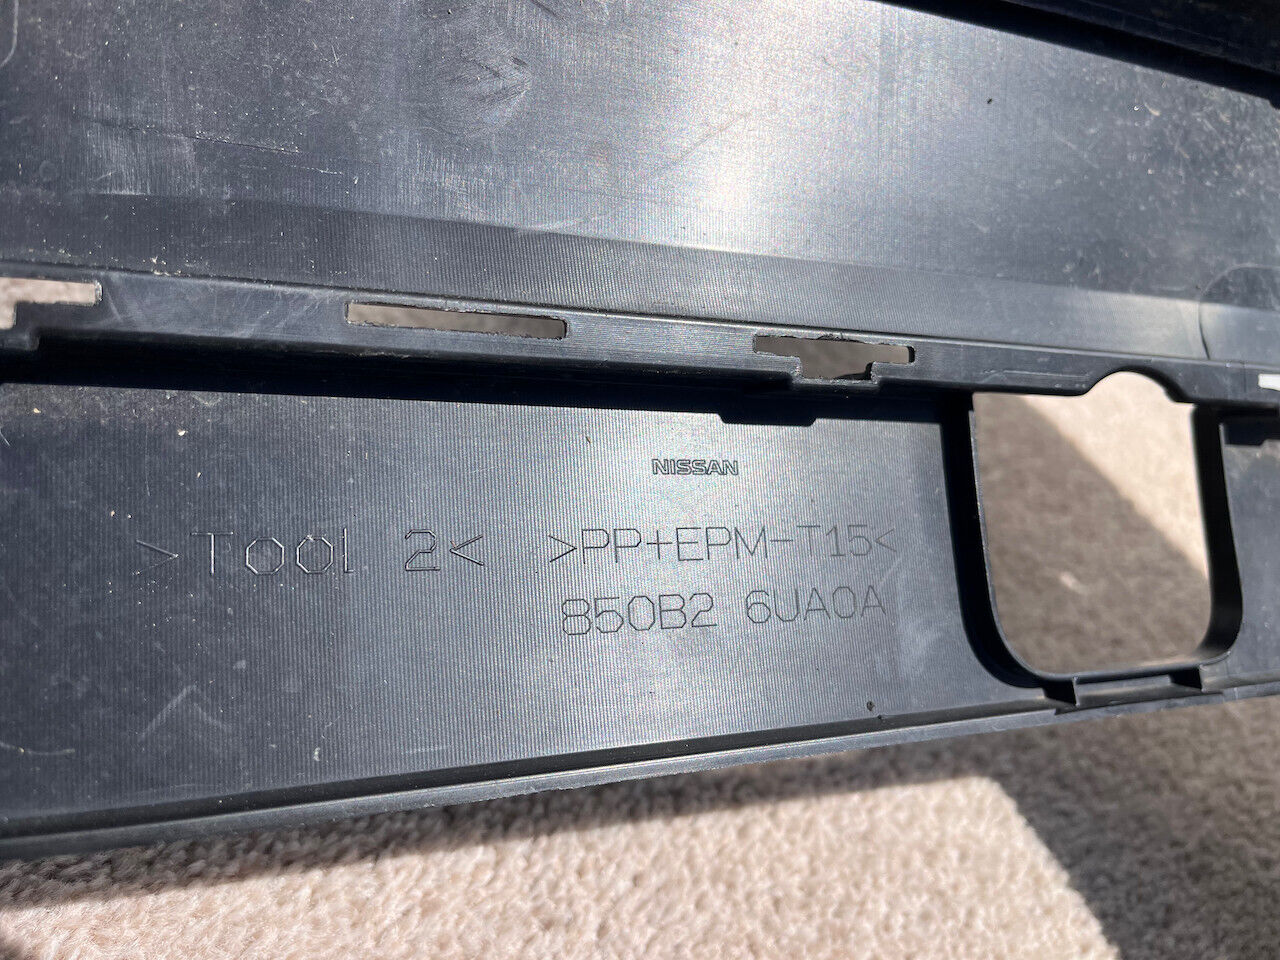 NISSAN
>Tool 2< >PP+EPM-T15<
850B2 6UA0A